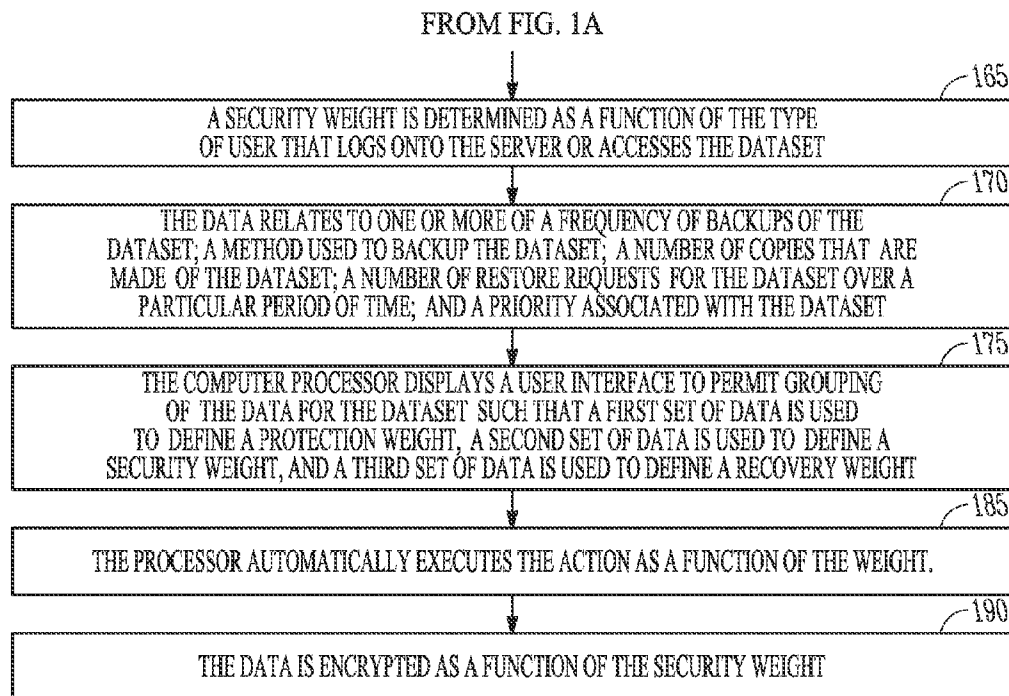 FROM FIG. 1A
165
A SECURITY WEIGHT IS DETERMINED AS A FUNCTION OF THE TYPE
OF USER THAT LOGS ONTO THE SERVER OR ACCESSES THE DATASET
170
THE DATA RELATES TO ONE OR MORE OF A FREQUENCY OF BACKUPS OF THE
DATASET; A METHOD USED TO BACKUP THE DATASET; A NUMBER OF COPIES THAT ARE
MADE OF THE DATASET; A NUMBER OF RESTORE REQUESTS FOR THE DATASET OVER A
PARTICULAR PERIOD OF TIME; AND A PRIORITY ASSOCIATED WITH THE DATASET
175
THE COMPUTER PROCESSOR DISPLAYS A USER INTERFACE TO PERMIT GROUPING
OF THE DATA FOR THE DATASET SUCH THAT A FIRST SET OF DATA IS USED
TO DEFINE A PROTECTION WEIGHT, A SECOND SET OF DATA IS USED TO DEFINE A
SECURITY WEIGHT, AND A THIRD SET OF DATA IS USED TO DEFINE A RECOVERY WEIGHT
185
THE PROCESSOR AUTOMATICALLY EXECUTES THE ACTION AS A FUNCTION OF THE WEIGHT.
190
THE DATA IS ENCRYPTED AS A FUNCTION OF THE SECURITY WEIGHT